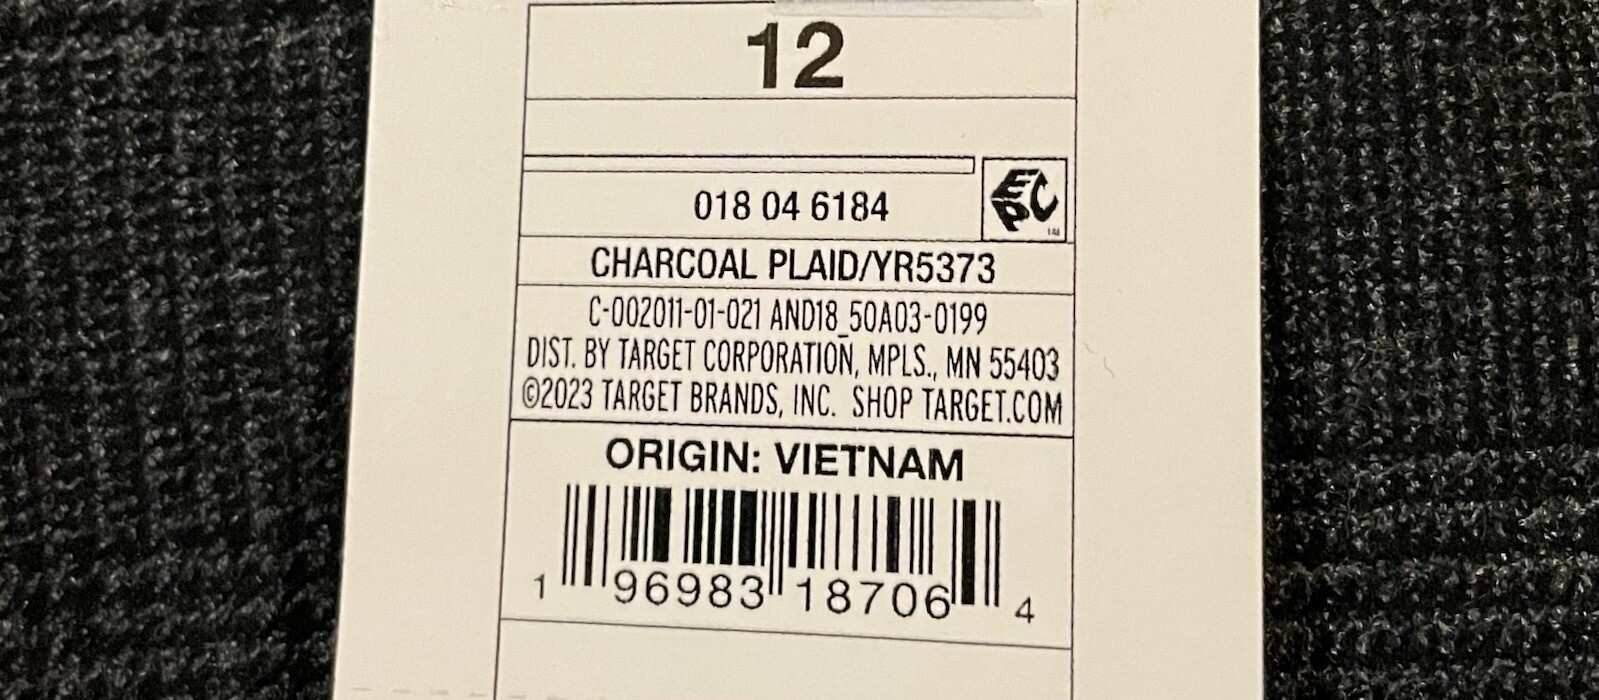 12
018 04 6184
EPC
CHARCOAL PLAID/YR5373
C-002011-01-021 AND18_50A03-0199
DIST. BY TARGET CORPORATION, MPLS., MN 55403
©2023 TARGET BRANDS, INC. SHOP TARGET.COM
ORIGIN: VIETNAM
1 96983 18706 4